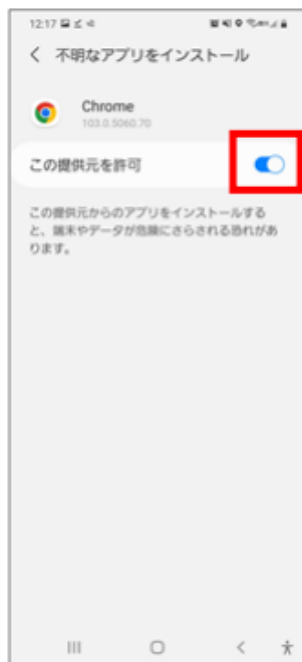 12:17
不明なアプリをインストール
Chrome
103.0.5060.70
この提供元を許可
この提供元からのアプリをインストールする
と、端末やデータが危険にさらされる恐れがあ
ります。